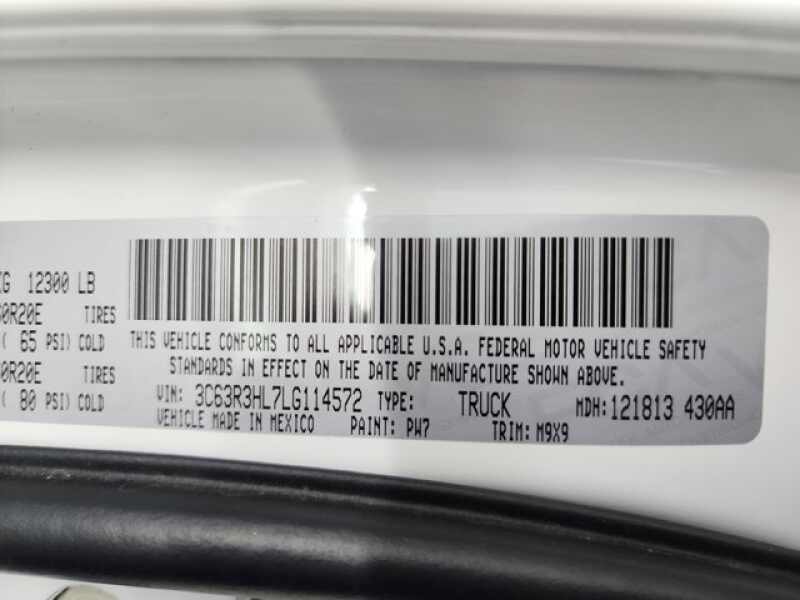 12300 LB
TIRES
( 65 PSI) COLD
TIRES
( 80 PSI) COLD
THIS VEHICLE CONFORMS TO ALL APPLICABLE U.S.A. FEDERAL MOTOR VEHICLE SAFETY
STANDARDS IN EFFECT ON THE DATE OF MANUFACTURE SHOWN ABOVE.
VIN: 3C63R3HL7LG114572 TYPE: TRUCK MDH: 121813 430AA
VEHICLE MADE IN MEXICO PAINT: PW7 TRIM: M9X9